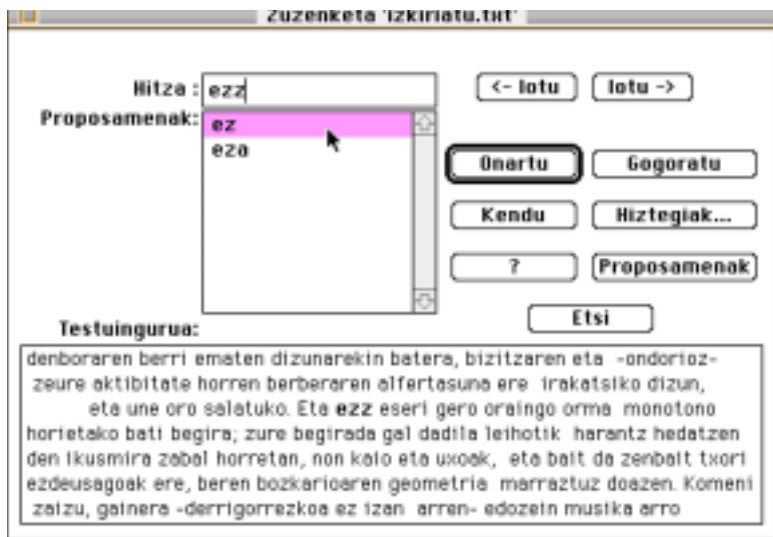 Zuzenketa 'izkiriatu.txt'
Hitza : ezz
<- lotu lotu ->
Proposamenak:
ez
eza
Onartu Gogoratu
Kendu Hiztegiak...
? Proposamenak
Etsi
Testuingurua:
denboraren berri ematen dizunarekin batera, bizitzaren eta -ondorioz-
zeure aktibitate horren berberaren alfertasuna ere irakatsiko dizun,
eta une oro salatuko. Eta ezz eseri gero oraingo orma monotono
horietako bati begira; zure begirada gal dadila leihotik harantz hedatzen
den ikusmira zabal horretan, non kaio eta uxoak, eta bait da zenbait txori
ezdeusagoak ere, beren bozkarioaren geometria marraztuz doazen. Komeni
zaizu, gainera -derrigorrezkoa ez izan arren- edozein musika arro